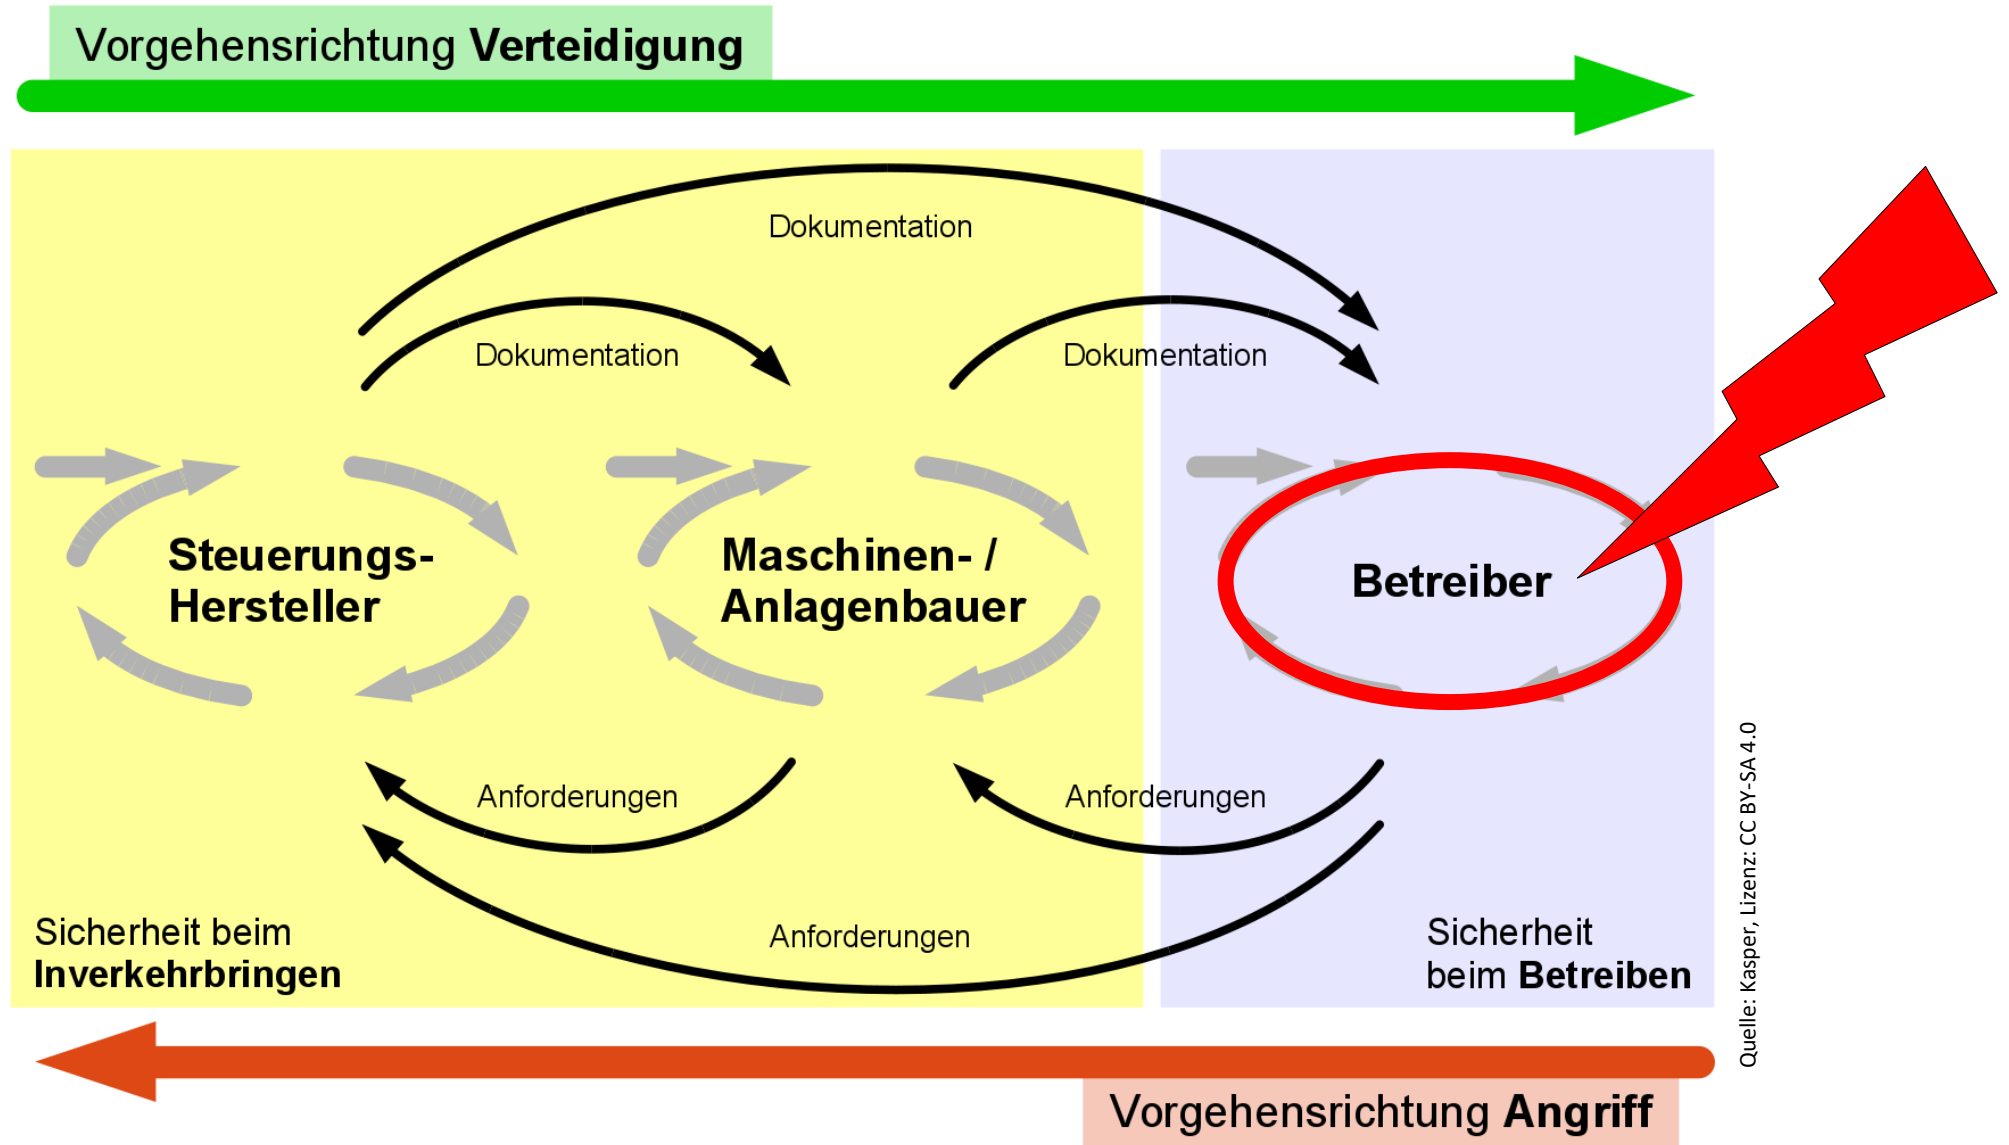 Vorgehensrichtung Verteidigung
Dokumentation
Dokumentation
Dokumentation
Steuerungs-
Hersteller
Maschinen- /
Anlagenbauer
Betreiber
Anforderungen
Anforderungen
Anforderungen
Sicherheit beim
Inverkehrbringen
Sicherheit
beim Betreiben
Quelle: Kasper, Lizenz: CC BY-SA 4.0
Vorgehensrichtung Angriff